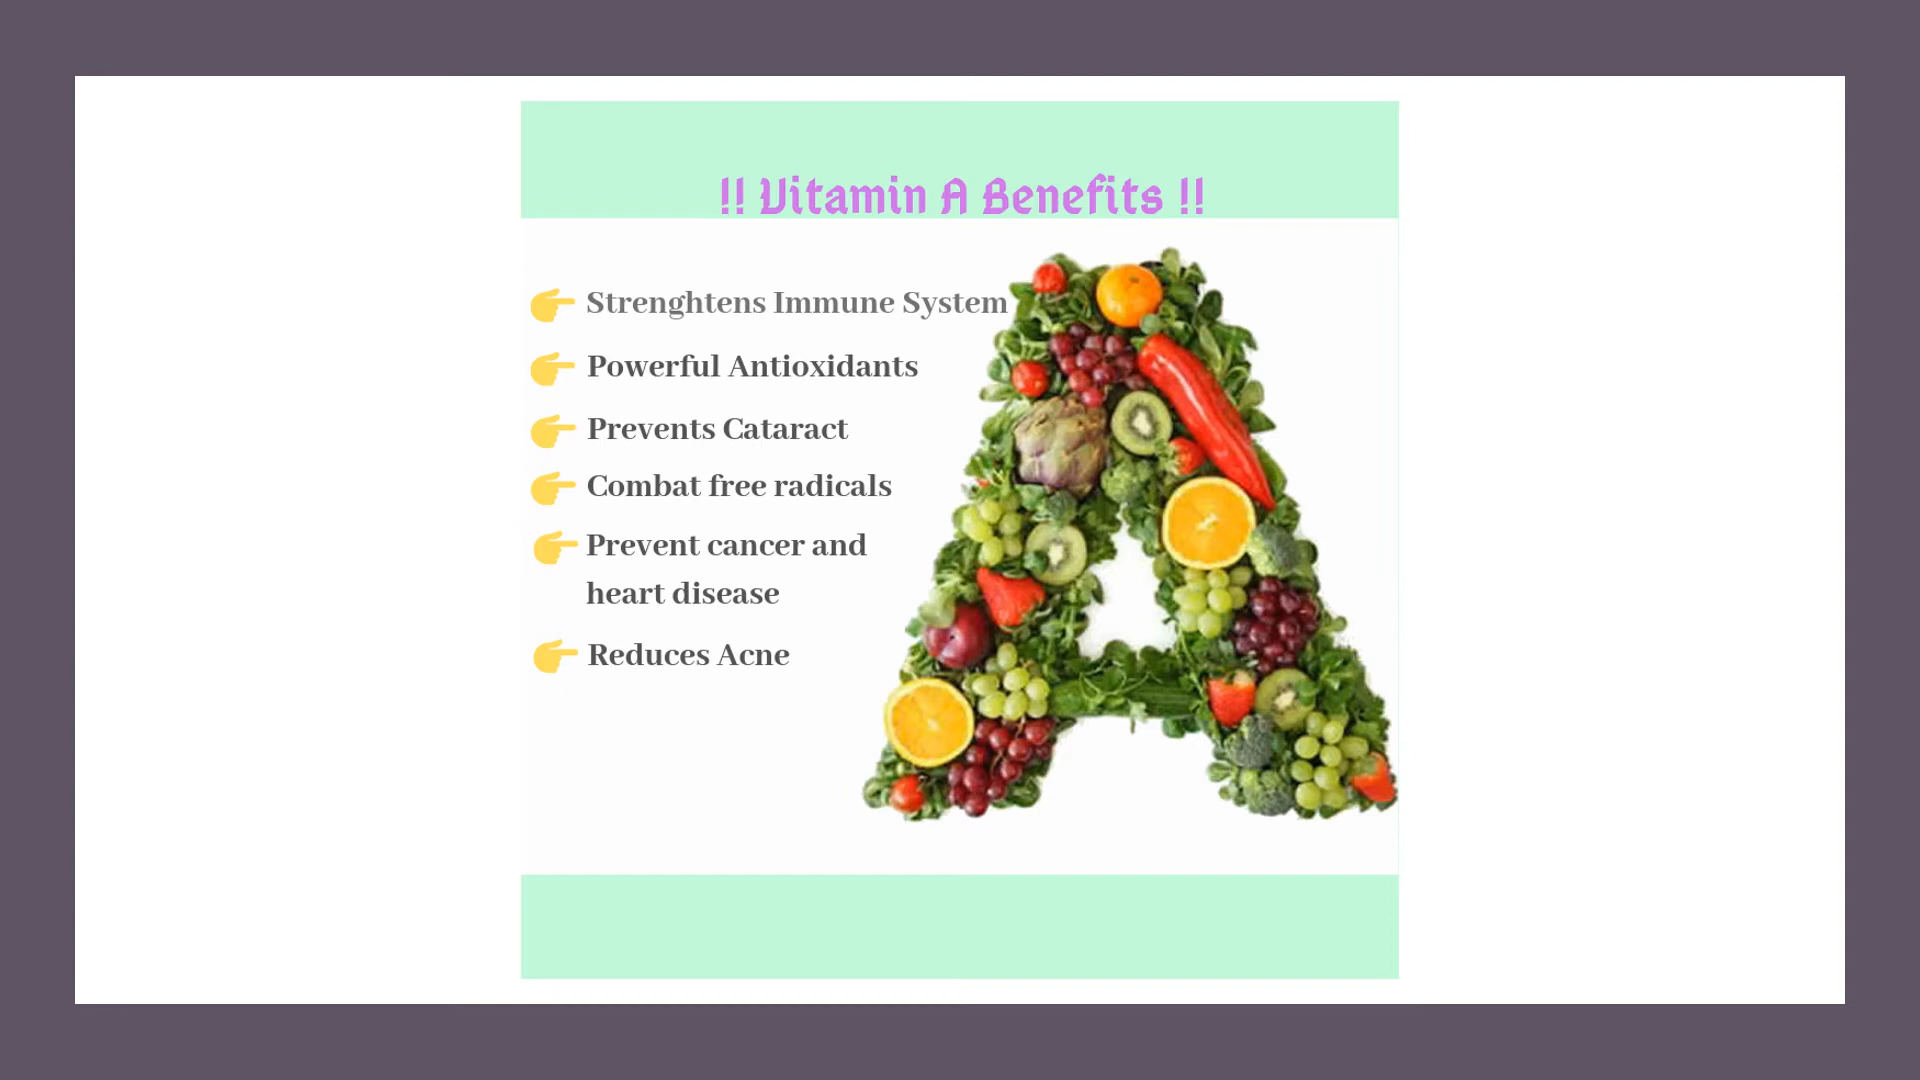 !! Vitamin A Benefits !!
Strenghtens Immune System
Powerful Antioxidants
Prevents Cataract
Combat free radicals
Prevent cancer and
heart disease
Reduces Acne